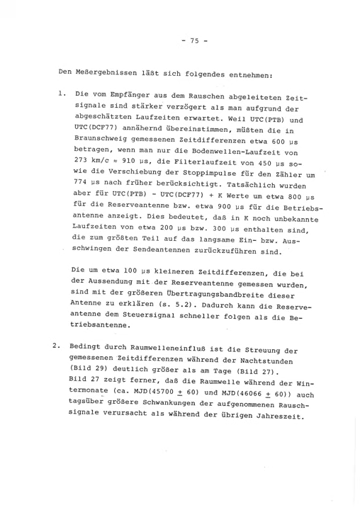 - 75 -
Den Meßergebnissen läßt sich folgendes entnehmen:
1. Die vom Empfänger aus dem Rauschen abgeleiteten Zeit-
signale sind stärker verzögert als man aufgrund der
abgeschätzten Laufzeiten erwartet. Weil UTC(PTB) und
UTC(DCF77) annähernd übereinstimmen, müßten die in
Braunschweig gemessenen Zeitdifferenzen etwa 600 µs
betragen, wenn man nur die Bodenwellen-Laufzeit von
273 km/c ≈ 910 µs, die Filterlaufzeit von 450 µs so-
wie die Verschiebung der Stoppimpulse für den Zähler um
774 µs nach früher berücksichtigt. Tatsächlich wurden
aber für UTC(PTB) - UTC(DCF77) + K Werte um etwa 800 µs
für die Reserveantenne bzw. etwa 900 µs für die Betriebs-
antenne anzeigt. Dies bedeutet, daß in K noch unbekannte
Laufzeiten von etwa 200 µs bzw. 300 µs enthalten sind,
die zum größten Teil auf das langsame Ein- bzw. Aus-
schwingen der Sendeantennen zurückzuführen sind.
Die um etwa 100 µs kleineren Zeitdifferenzen, die bei
der Aussendung mit der Reserveantenne gemessen wurden,
sind mit der größeren Übertragungsbandbreite dieser
Antenne zu erklären (s. 5.2). Dadurch kann die Reserve-
antenne dem Steuersignal schneller folgen als die Be-
triebsantenne.
2. Bedingt durch Raumwelleneinfluß ist die Streuung der
gemessenen Zeitdifferenzen während der Nachtstunden
(Bild 29) deutlich größer als am Tage (Bild 27).
Bild 27 zeigt ferner, daß die Raumwelle während der Win-
termonate (ca. MJD(45700 ± 60) und MJD(46066 ± 60)) auch
tagsüber größere Schwankungen der aufgenommenen Rausch-
signale verursacht als während der übrigen Jahreszeit.